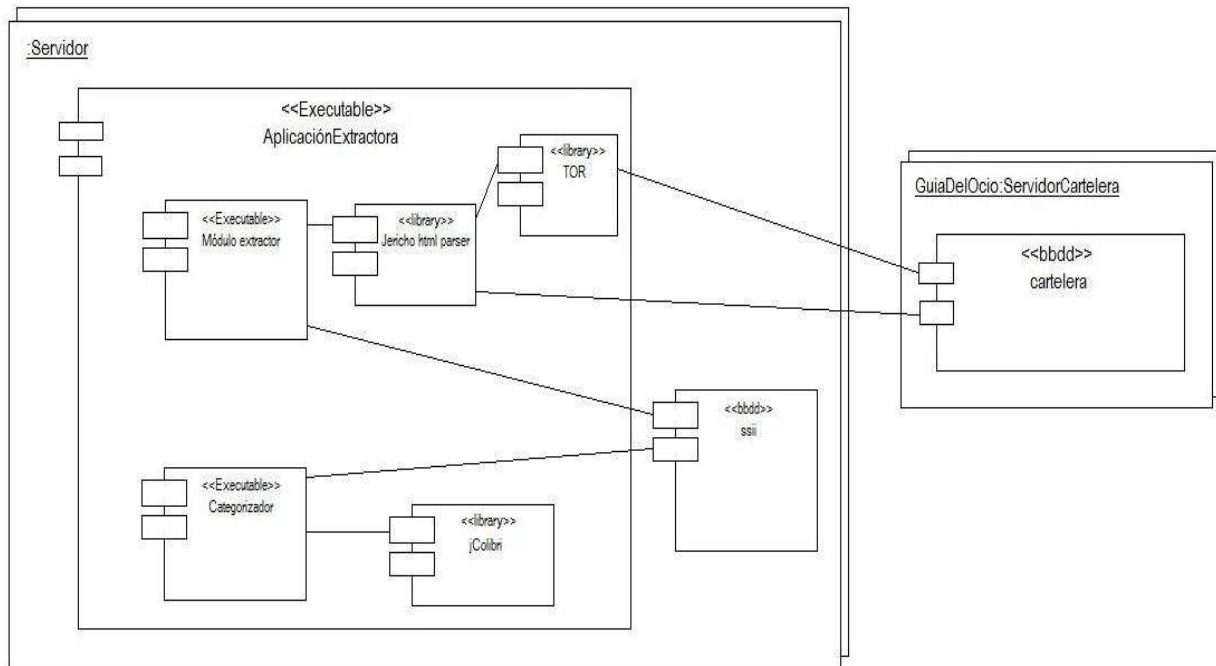 :Servidor
<<Executable>>
AplicaciónExtractora
<<library>>
TOR
<<Executable>>
Módulo extractor
<<library>>
Jericho html parser
GuiaDelOcio:ServidorCartelera
<<bbdd>>
cartelera
<<bbdd>>
ssii
<<Executable>>
Categorizador
<<library>>
jColibri